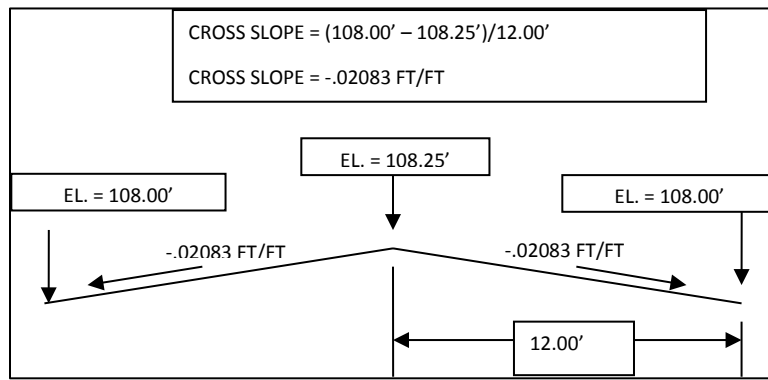 CROSS SLOPE = (108.00’ – 108.25’)/12.00’
CROSS SLOPE = -.02083 FT/FT
EL. = 108.25’
EL. = 108.00’
EL. = 108.00’
-.02083 FT/FT
-.02083 FT/FT
12.00’